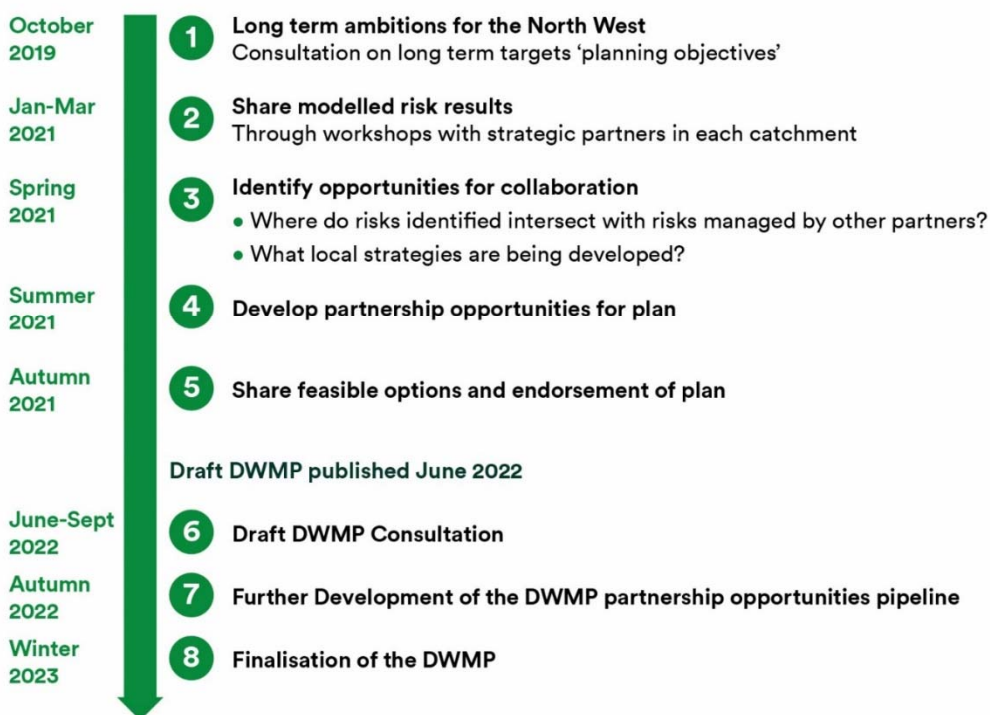 October
2019
1
Long term ambitions for the North West
Consultation on long term targets ‘planning objectives’
Jan-Mar
2021
2
Share modelled risk results
Through workshops with strategic partners in each catchment
Spring
2021
3
Identify opportunities for collaboration
• Where do risks identified intersect with risks managed by other partners?
• What local strategies are being developed?
Summer
2021
4
Develop partnership opportunities for plan
Autumn
2021
5
Share feasible options and endorsement of plan
Draft DWMP published June 2022
June-Sept
2022
6
Draft DWMP Consultation
Autumn
2022
7
Further Development of the DWMP partnership opportunities pipeline
Winter
2023
8
Finalisation of the DWMP